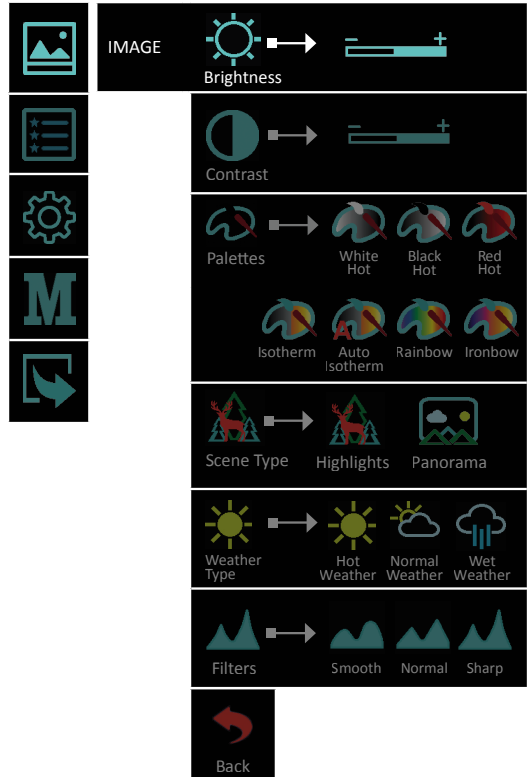 IMAGE
Brightness
− +
Contrast
− +
Palettes
White Hot
Black Hot
Red Hot
Isotherm
A
Auto Isotherm
Rainbow
Ironbow
Scene Type
Highlights
Panorama
Weather Type
Hot Weather
Normal Weather
Wet Weather
Filters
Smooth
Normal
Sharp
M
Back